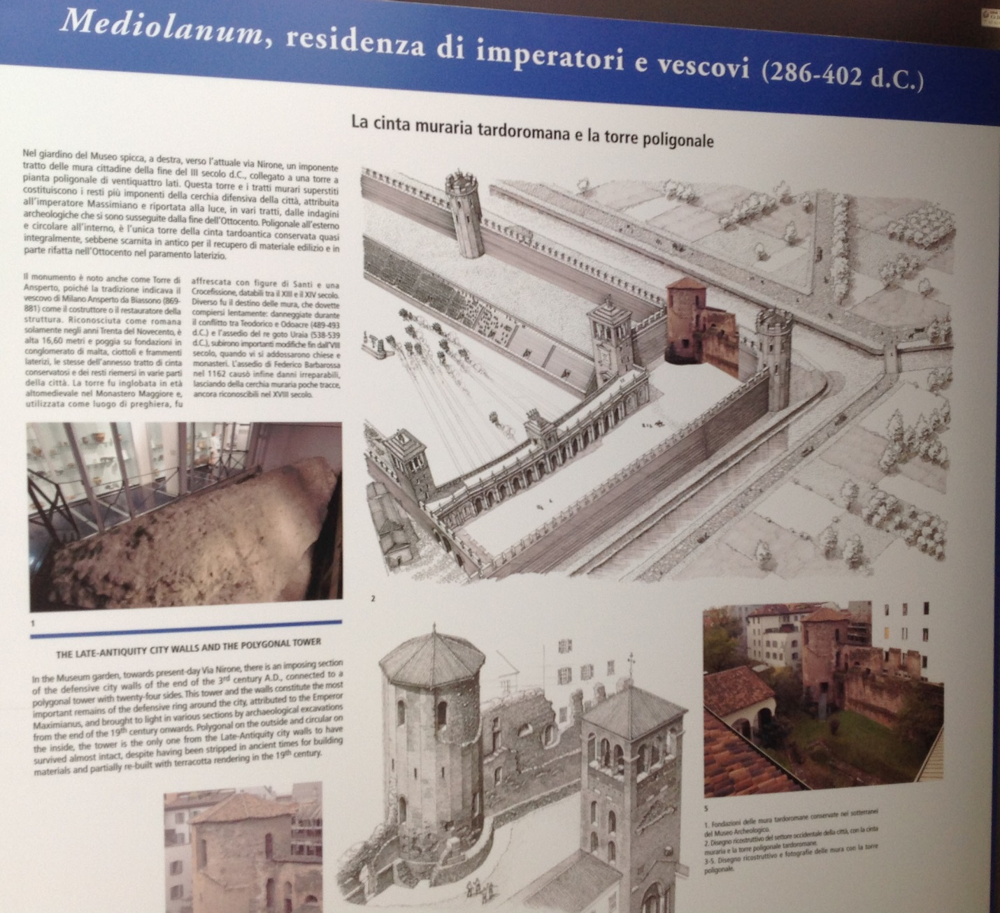 Mediolanum, residenza di imperatori e vescovi (286-402 d.C.)
La cinta muraria tardoromana e la torre poligonale
Nel giardino del Museo spicca, a destra, verso l'attuale via Nirone, un imponente
tratto delle mura cittadine della fine del III secolo d.C., collegato a una torre a
pianta poligonale di ventiquattro lati. Questa torre e i tratti murari superstiti
costituiscono i resti più imponenti della cerchia difensiva della città, attribuita
all'imperatore Massimiano e riportata alla luce, in vari tratti, dalle indagini
archeologiche che si sono susseguite dalla fine dell'Ottocento. Poligonale all'esterno
e circolare all'interno, è l'unica torre della cinta tardoantica conservata quasi
integralmente, sebbene scarnita in antico per il recupero di materiale edilizio e in
parte rifatta nell'Ottocento nel paramento laterizio.
Il monumento è noto anche come Torre di
Ansperto, poiché la tradizione indicava il
vescovo di Milano Ansperto da Biassono (869-
881) come il costruttore o il restauratore della
struttura. Riconosciuta come romana
solamente negli anni Trenta del Novecento, è
alta 16,60 metri e poggia su fondazioni in
conglomerato di malta, ciottoli e frammenti
laterizi, le stesse dell'annesso tratto di cinta
conservatosi e dei resti riemersi in varie parti
della città. La torre fu inglobata in età
altomedievale nel Monastero Maggiore e,
utilizzata come luogo di preghiera, fu
affrescata con figure di Santi e una
Crocefissione, databili tra il XIII e il XIV secolo.
Diverso fu il destino delle mura, che dovette
compiersi lentamente: danneggiate durante
il conflitto tra Teodorico e Odoacre (489-493
d.C.) e l'assedio del re goto Uraia (538-539
d.C.), subirono importanti modifiche fin dall'VIII
secolo, quando vi si addossarono chiese e
monasteri. L'assedio di Federico Barbarossa
nel 1162 causò infine danni irreparabili,
lasciando della cerchia muraria poche tracce,
ancora riconoscibili nel XVIII secolo.
1
2
THE LATE-ANTIQUITY CITY WALLS AND THE POLYGONAL TOWER
In the Museum garden, towards present-day Via Nirone, there is an imposing section
of the defensive city walls of the end of the 3rd century A.D., connected to a
polygonal tower with twenty-four sides. This tower and the walls constitute the most
important remains of the defensive ring around the city, attributed to the Emperor
Maximianus, and brought to light in various sections by archaeological excavations
from the end of the 19th century onwards. Polygonal on the outside and circular on
the inside, the tower is the only one from the Late-Antiquity city walls to have
survived almost intact, despite having been stripped in ancient times for building
materials and partially re-built with terracotta rendering in the 19th century.
5
1. Fondazioni delle mura tardoromane conservate nei sotterranei
del Museo Archeologico.
2. Disegno ricostruttivo del settore occidentale della città, con la cinta
muraria e la torre poligonale tardoromane.
3-5. Disegno ricostruttivo e fotografie delle mura con la torre
poligonale.